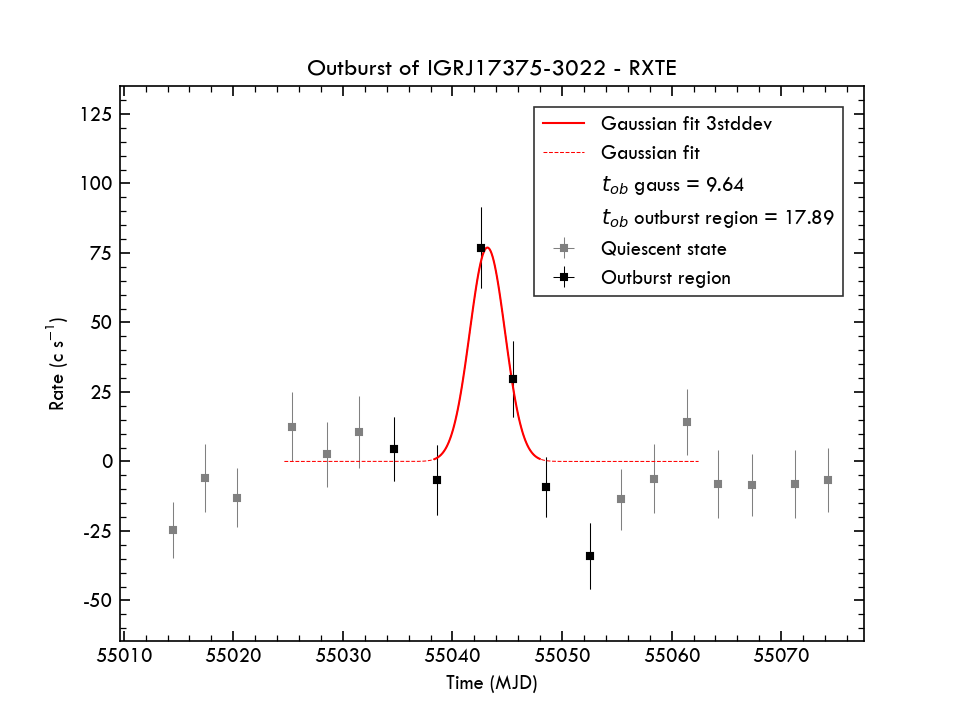 Outburst of IGRJ17375-3022 - RXTE
125
100
75
50
25
0
-25
-50
Rate (c s⁻¹)
Gaussian fit 3stddev
Gaussian fit
t_ob gauss = 9.64
t_ob outburst region = 17.89
Quiescent state
Outburst region
55010 55020 55030 55040 55050 55060 55070
Time (MJD)